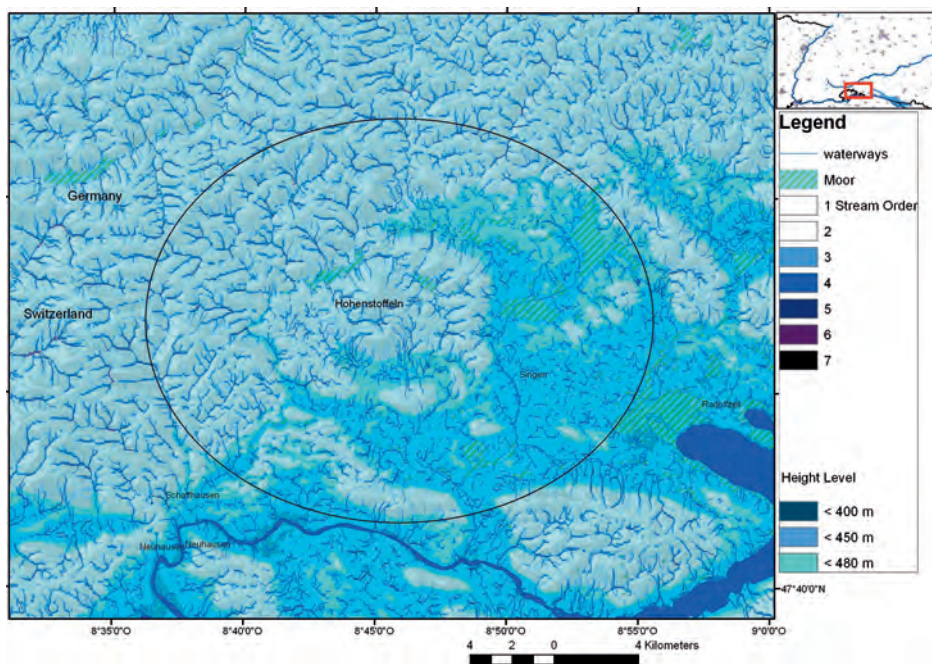 Germany
Switzerland
Hohenstoffeln
Singen
Radolfzell
Schaffhausen
Neuhausen
Neuhausen
8°35'0"O
8°40'0"O
8°45'0"O
8°50'0"O
8°55'0"O
9°0'0"O
47°40'0"N
4 2 0 4 Kilometers
Legend
waterways
Moor
1 Stream Order
2
3
4
5
6
7
Height Level
< 400 m
< 450 m
< 480 m